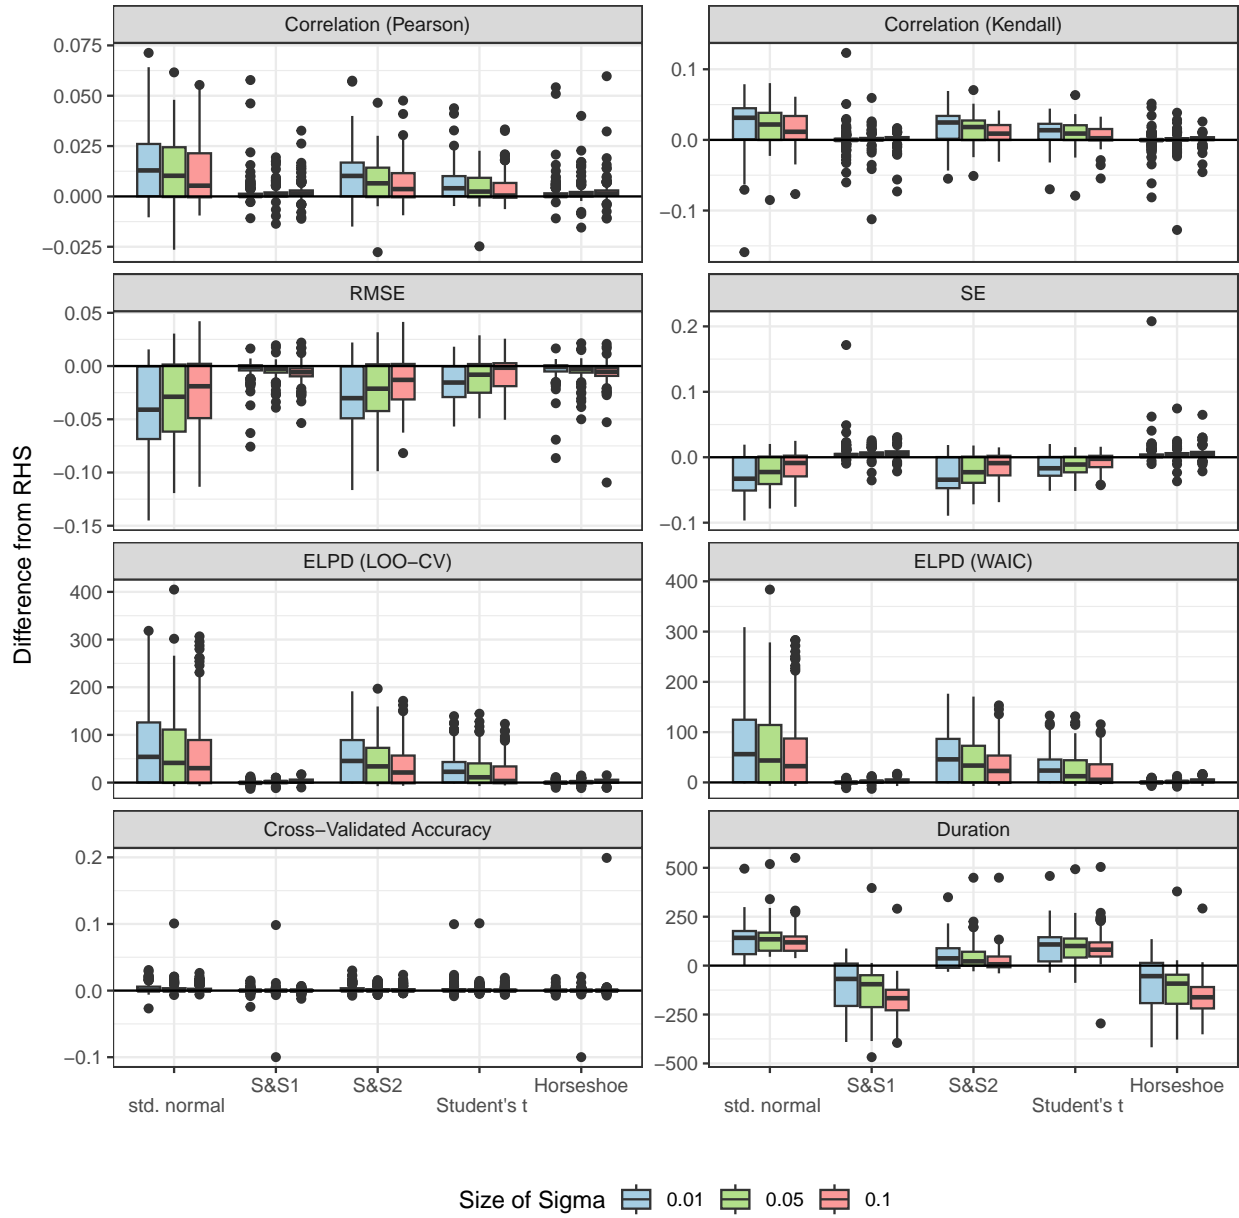 Correlation (Pearson)
Correlation (Kendall)
0.075
0.050
0.025
0.000
−0.025
0.1
0.0
−0.1
RMSE
SE
0.05
0.00
−0.05
−0.10
−0.15
0.2
0.1
0.0
−0.1
Difference from RHS
ELPD (LOO−CV)
ELPD (WAIC)
400
300
200
100
0
400
300
200
100
0
Cross−Validated Accuracy
Duration
0.2
0.1
0.0
−0.1
500
250
0
−250
−500
std. normal
S&S1
S&S2
Student's t
Horseshoe
std. normal
S&S1
S&S2
Student's t
Horseshoe
Size of Sigma 0.01 0.05 0.1